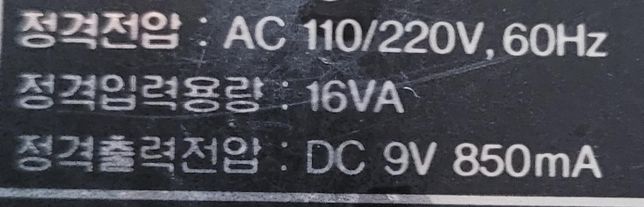 정격전압 : AC 110/220V, 60Hz
정격입력용량 : 16VA
정격출력전압 : DC 9V 850mA